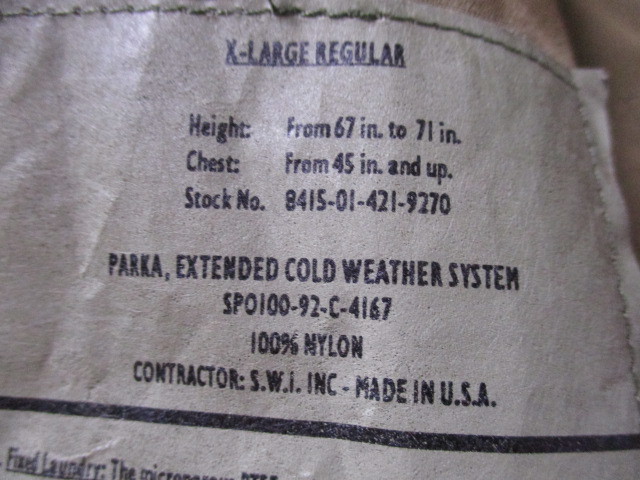 X-LARGE REGULAR
Height: From 67 in. to 71 in.
Chest: From 45 in. and up.
Stock No. 8415-01-421-9270
PARKA, EXTENDED COLD WEATHER SYSTEM
SPO100-92-C-4167
100% NYLON
CONTRACTOR: S.W.I. INC - MADE IN U.S.A.
Fixed Laundry: The microporous PTFE